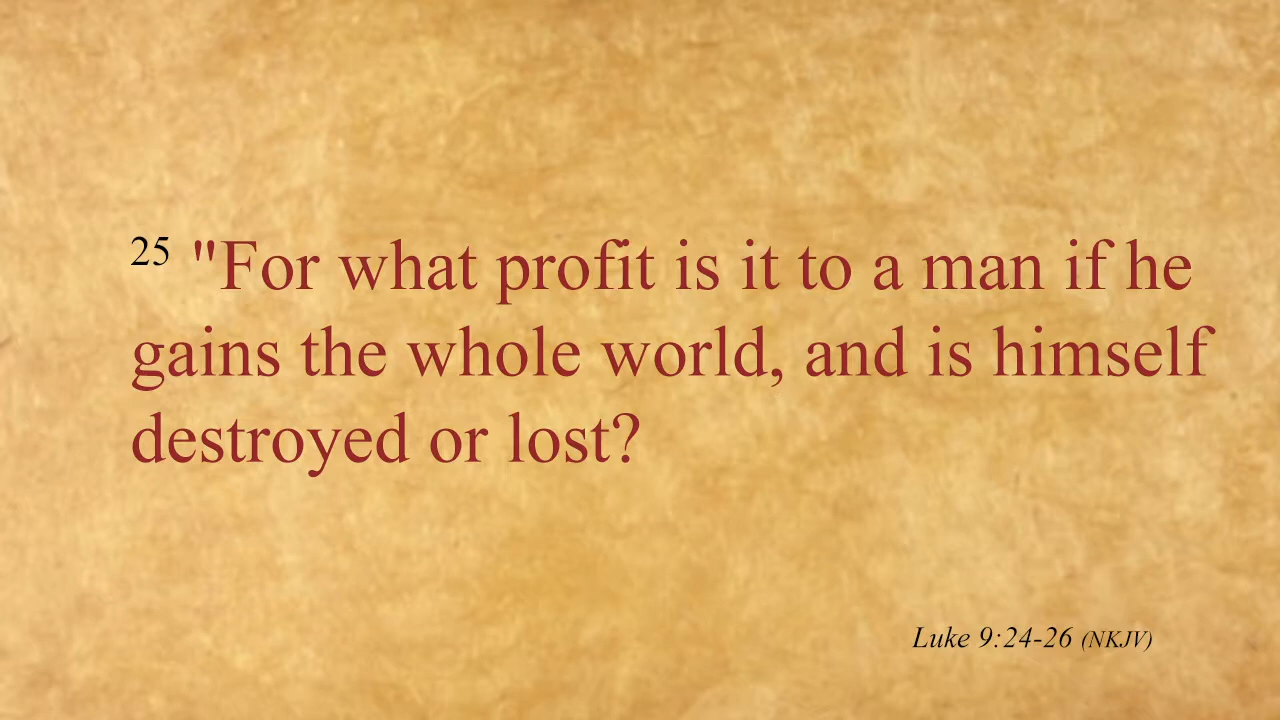 25 "For what profit is it to a man if he
gains the whole world, and is himself
destroyed or lost?
Luke 9:24-26 (NKJV)